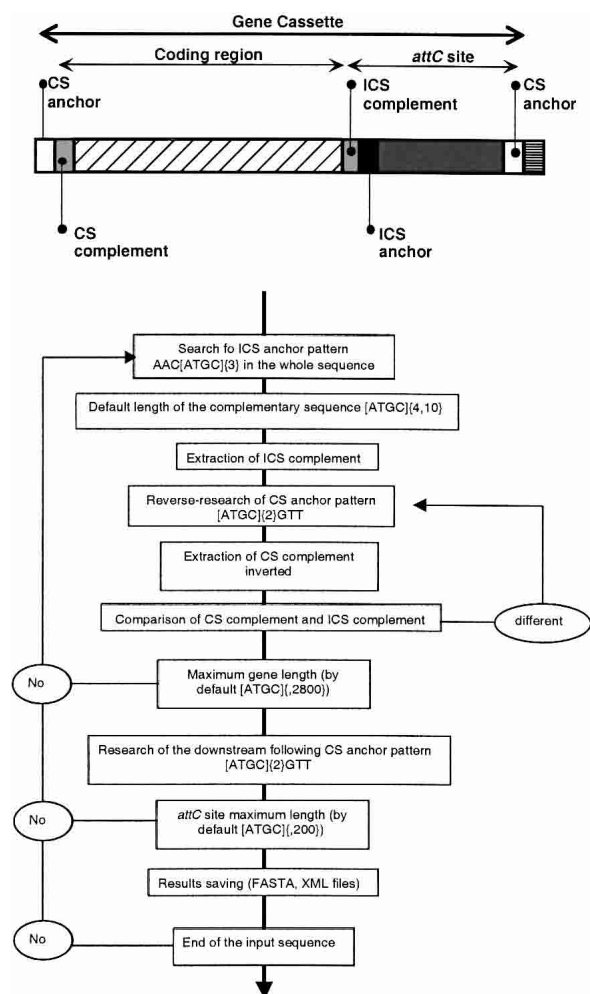 Gene Cassette
Coding region
attC site
CS
anchor
ICS
complement
CS
anchor
CS
complement
ICS
anchor
Search fo ICS anchor pattern
AAC[ATGC]{3} in the whole sequence
Default length of the complementary sequence [ATGC]{4,10}
Extraction of ICS complement
Reverse-research of CS anchor pattern
[ATGC]{2}GTT
Extraction of CS complement
inverted
Comparison of CS complement and ICS complement
different
No
Maximum gene length (by
default [ATGC]{,2800})
Research of the downstream following CS anchor pattern
[ATGC]{2}GTT
No
attC site maximum length (by
default [ATGC]{,200})
Results saving (FASTA, XML files)
No
End of the input sequence